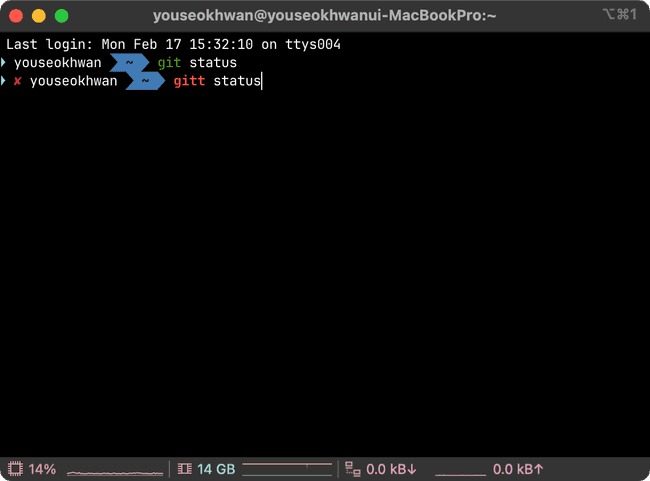 youseokhwan@youseokhwanui-MacBookPro:~ ⌥⌘1
Last login: Mon Feb 17 15:32:10 on ttys004
youseokhwan ~ git status
✘ youseokhwan ~ gitt status
14% 14 GB 0.0 kB↓ 0.0 kB↑